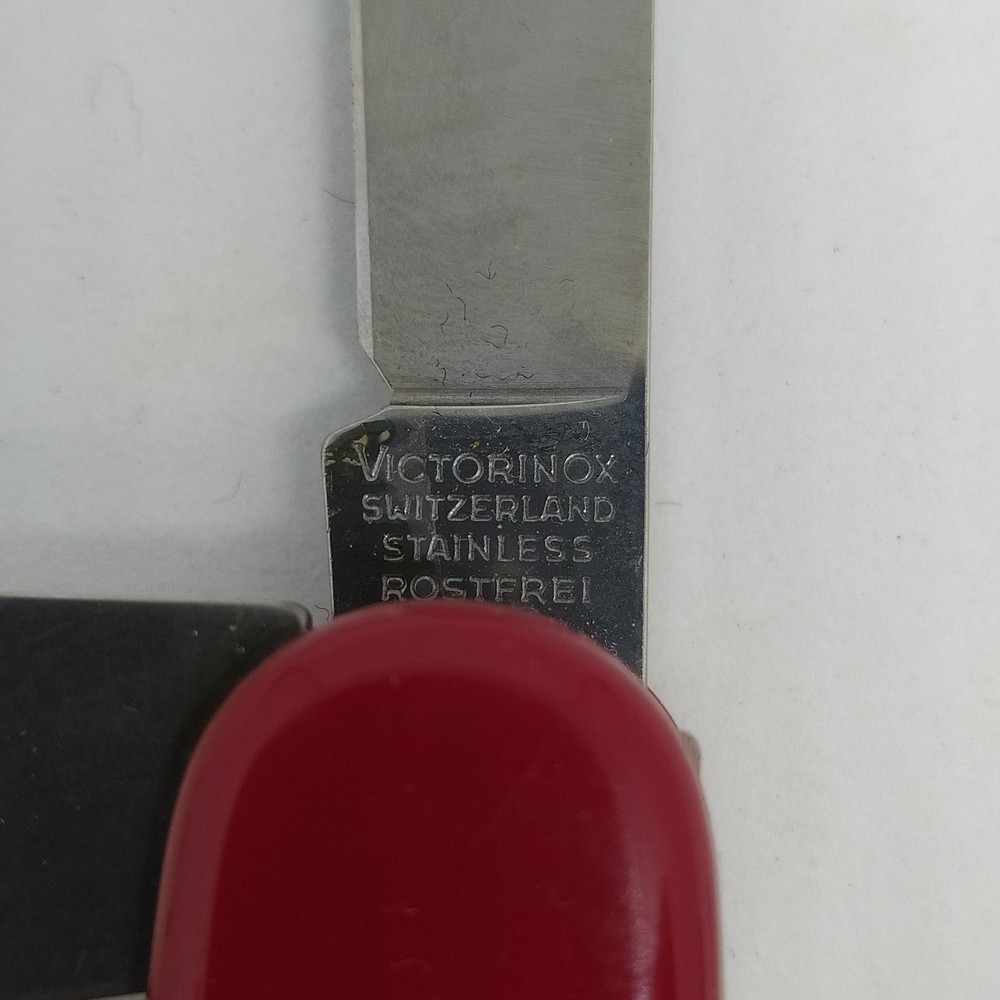 VICTORINOX
SWITZERLAND
STAINLESS
ROSTFREI